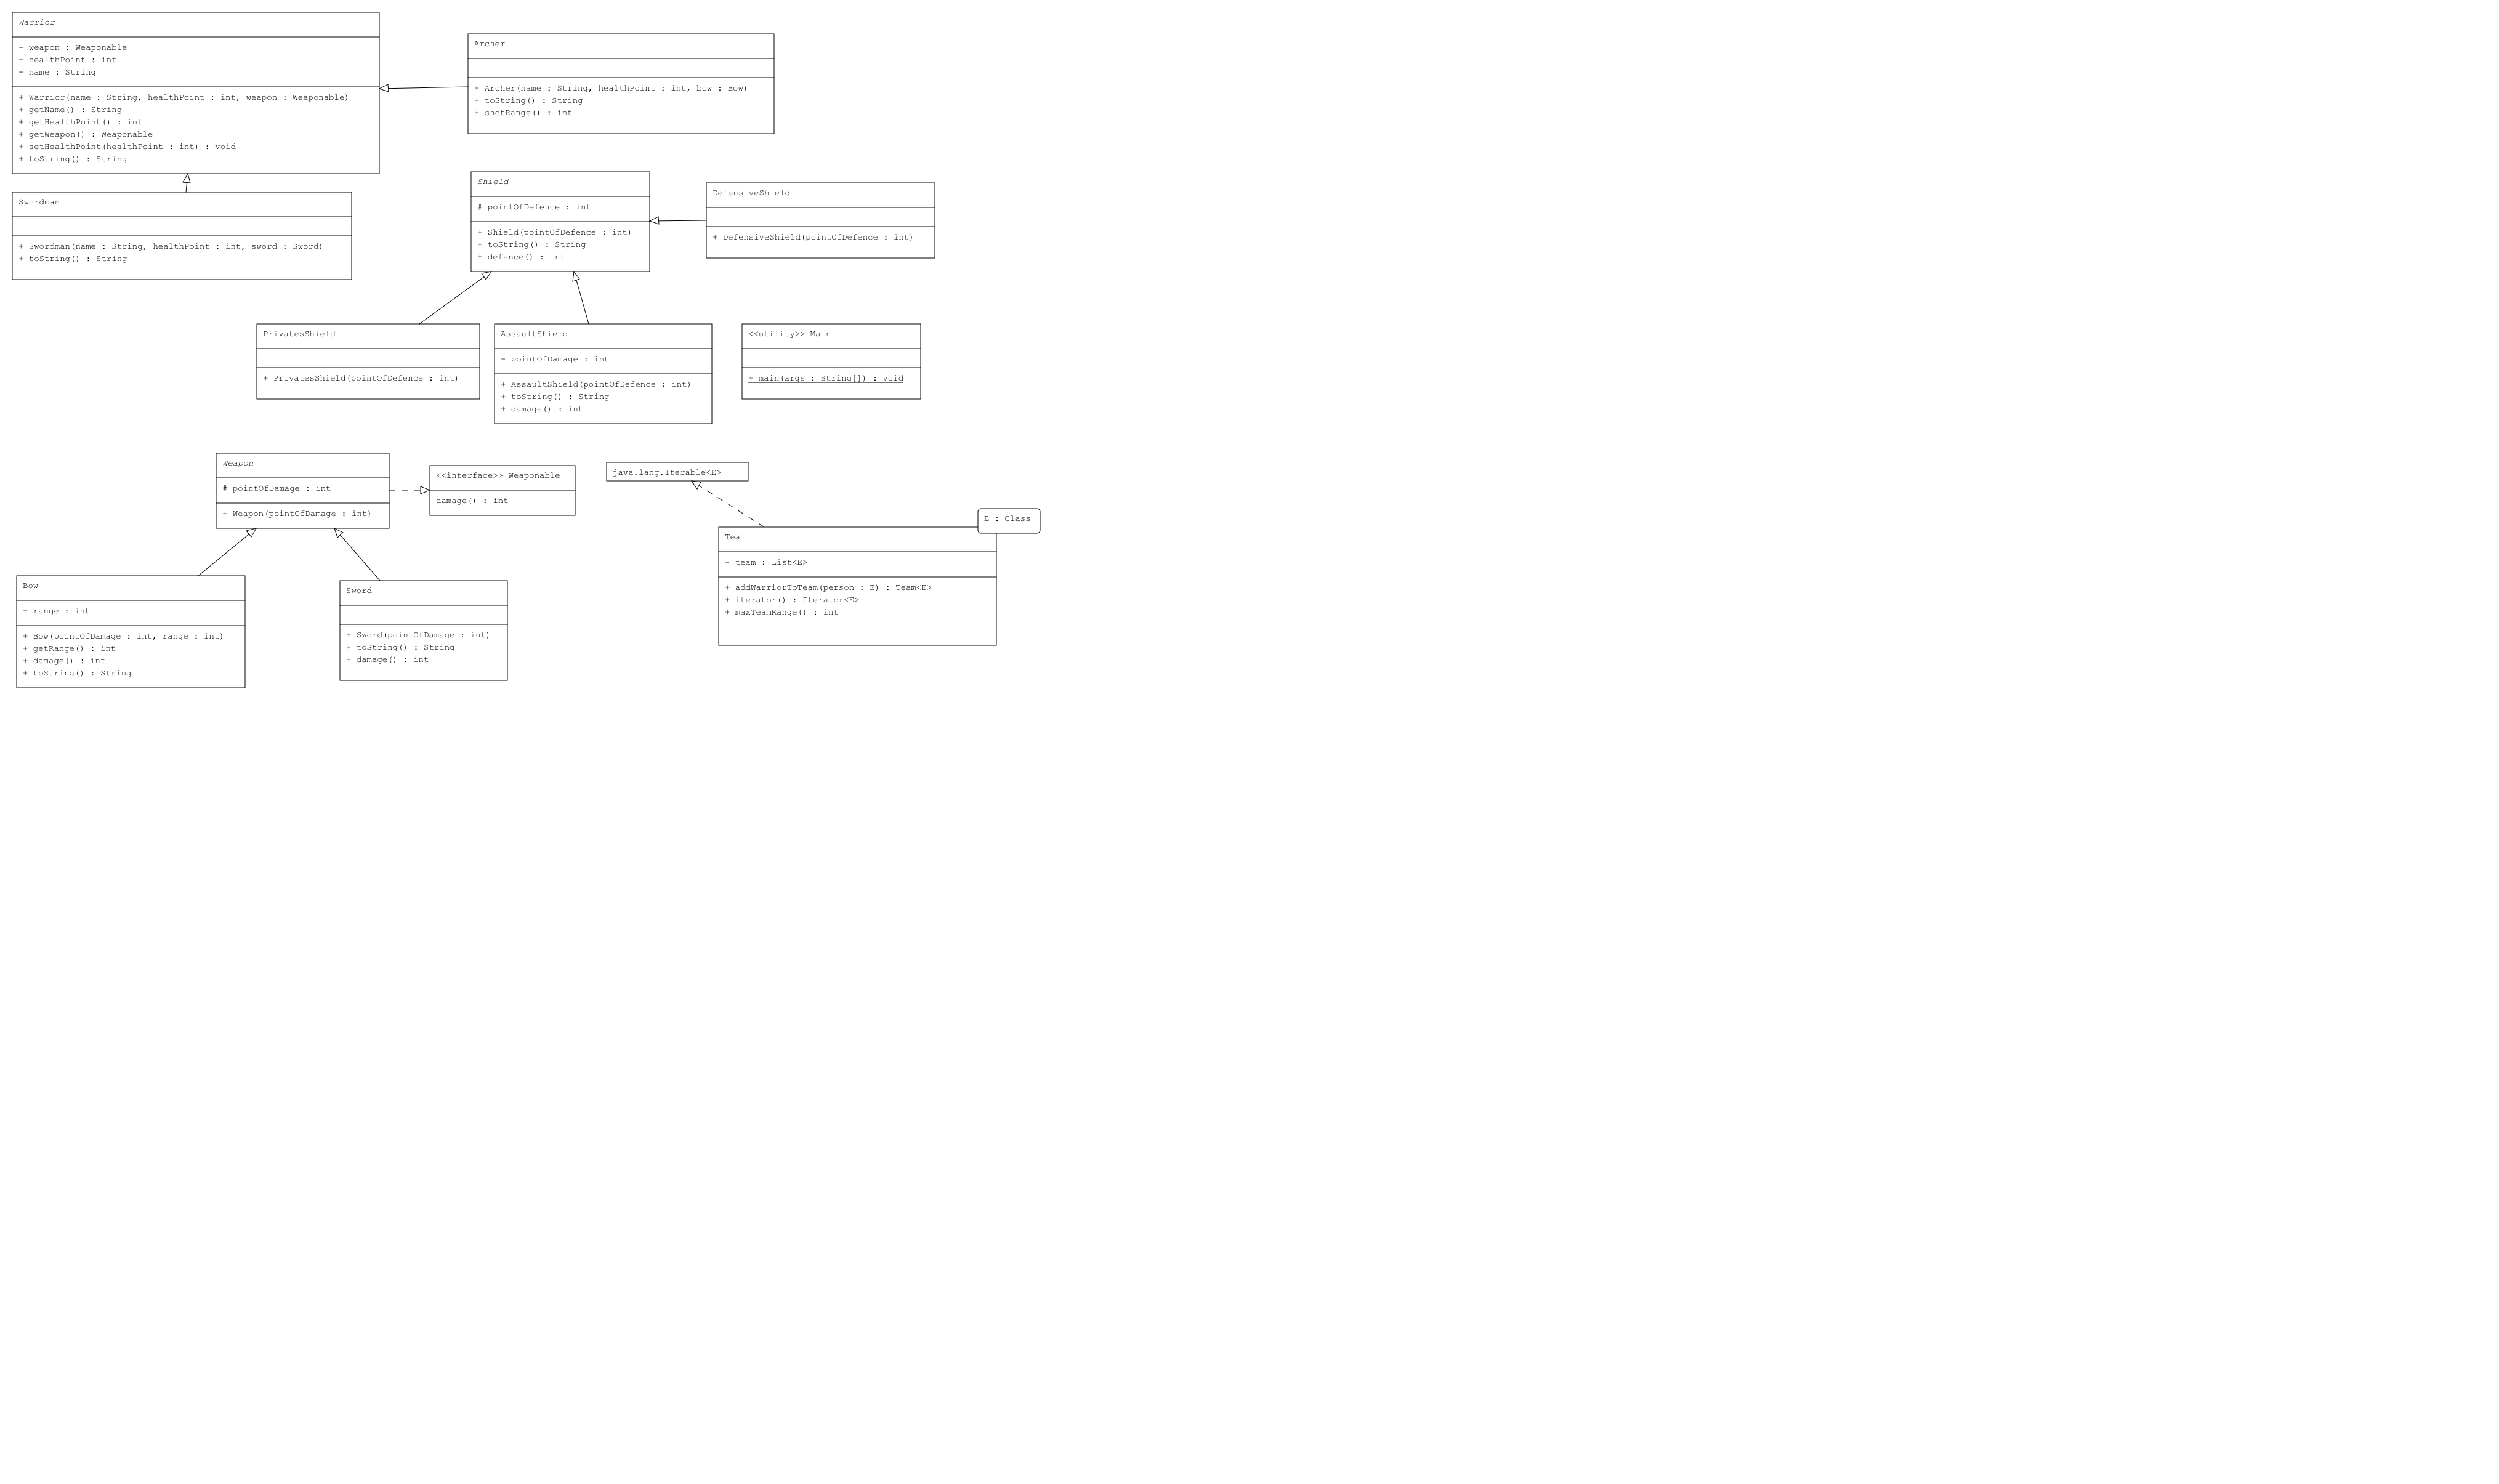 Warrior
- weapon : Weaponable
- healthPoint : int
- name : String
+ Warrior(name : String, healthPoint : int, weapon : Weaponable)
+ getName() : String
+ getHealthPoint() : int
+ getWeapon() : Weaponable
+ setHealthPoint(healthPoint : int) : void
+ toString() : String
Archer
+ Archer(name : String, healthPoint : int, bow : Bow)
+ toString() : String
+ shotRange() : int
Swordman
+ Swordman(name : String, healthPoint : int, sword : Sword)
+ toString() : String
Shield
# pointOfDefence : int
+ Shield(pointOfDefence : int)
+ toString() : String
+ defence() : int
DefensiveShield
+ DefensiveShield(pointOfDefence : int)
PrivatesShield
+ PrivatesShield(pointOfDefence : int)
AssaultShield
- pointOfDamage : int
+ AssaultShield(pointOfDefence : int)
+ toString() : String
+ damage() : int
<<utility>> Main
+ main(args : String[]) : void
Weapon
# pointOfDamage : int
+ Weapon(pointOfDamage : int)
<<interface>> Weaponable
damage() : int
java.lang.Iterable<E>
E : Class
Team
- team : List<E>
+ addWarriorToTeam(person : E) : Team<E>
+ iterator() : Iterator<E>
+ maxTeamRange() : int
Bow
- range : int
+ Bow(pointOfDamage : int, range : int)
+ getRange() : int
+ damage() : int
+ toString() : String
Sword
+ Sword(pointOfDamage : int)
+ toString() : String
+ damage() : int